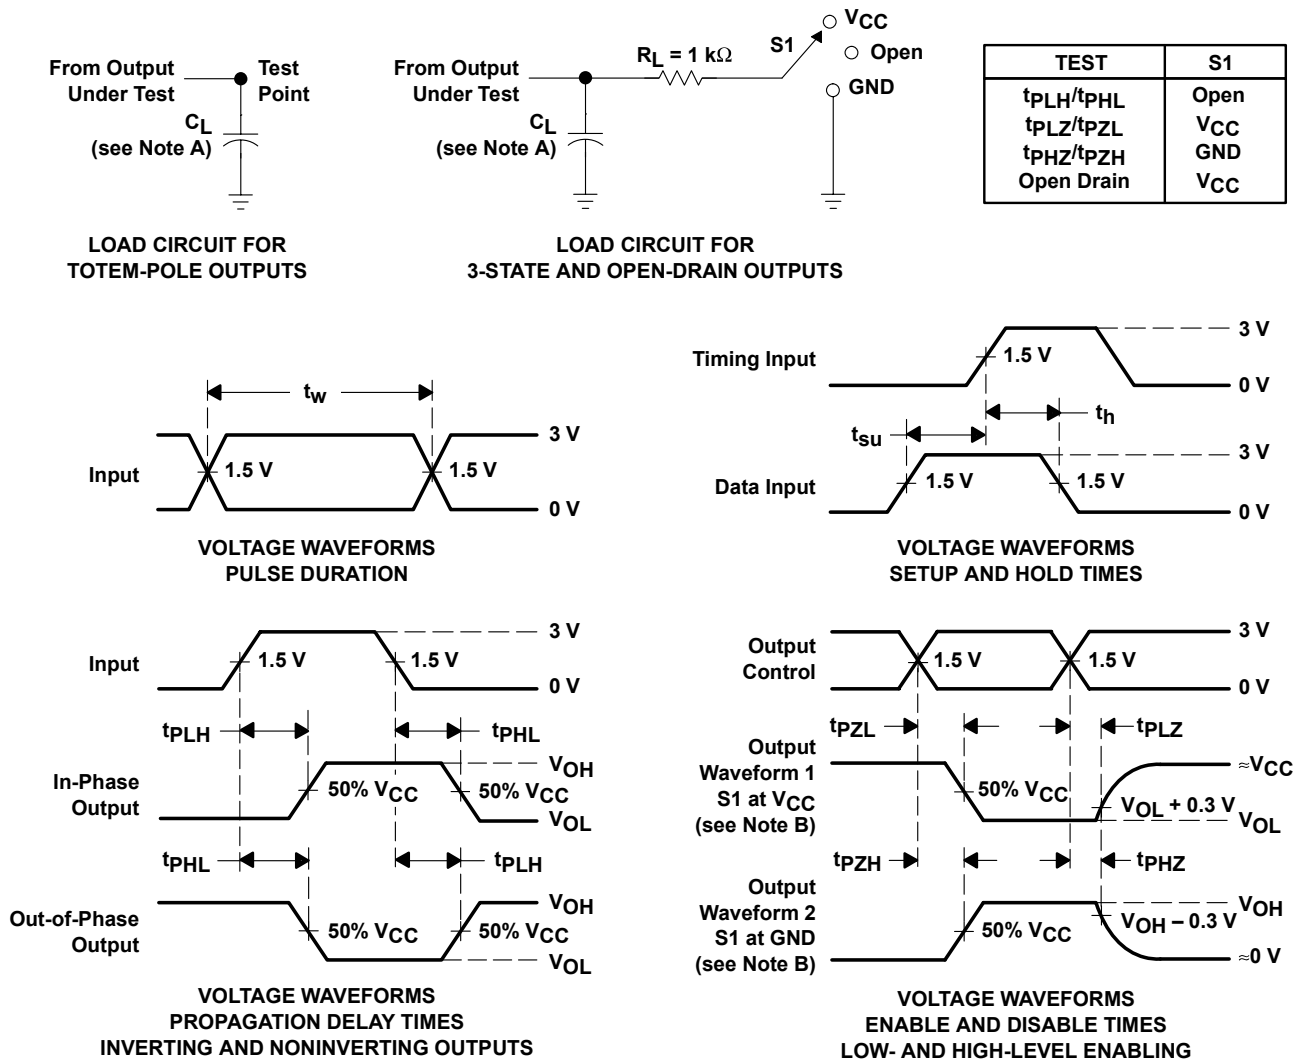 From Output
Under Test
Test
Point
CL
(see Note A)
LOAD CIRCUIT FOR
TOTEM-POLE OUTPUTS
From Output
Under Test
CL
(see Note A)
RL = 1 kΩ
S1
VCC
Open
GND
LOAD CIRCUIT FOR
3-STATE AND OPEN-DRAIN OUTPUTS
TEST S1
tPLH/tPHL Open
tPLZ/tPZL VCC
tPHZ/tPZH GND
Open Drain VCC
tw
Input
1.5 V
1.5 V
3 V
0 V
VOLTAGE WAVEFORMS
PULSE DURATION
Timing Input
1.5 V
3 V
0 V
tsu
th
Data Input
1.5 V
1.5 V
3 V
0 V
VOLTAGE WAVEFORMS
SETUP AND HOLD TIMES
Input
1.5 V
1.5 V
3 V
0 V
tPLH
tPHL
In-Phase
Output
50% VCC
50% VCC
VOH
VOL
tPHL
tPLH
Out-of-Phase
Output
50% VCC
50% VCC
VOH
VOL
VOLTAGE WAVEFORMS
PROPAGATION DELAY TIMES
INVERTING AND NONINVERTING OUTPUTS
Output
Control
1.5 V
1.5 V
3 V
0 V
tPZL
tPLZ
Output
Waveform 1
S1 at VCC
(see Note B)
50% VCC
VOL + 0.3 V
≈VCC
VOL
tPZH
tPHZ
Output
Waveform 2
S1 at GND
(see Note B)
50% VCC
VOH – 0.3 V
VOH
≈0 V
VOLTAGE WAVEFORMS
ENABLE AND DISABLE TIMES
LOW- AND HIGH-LEVEL ENABLING